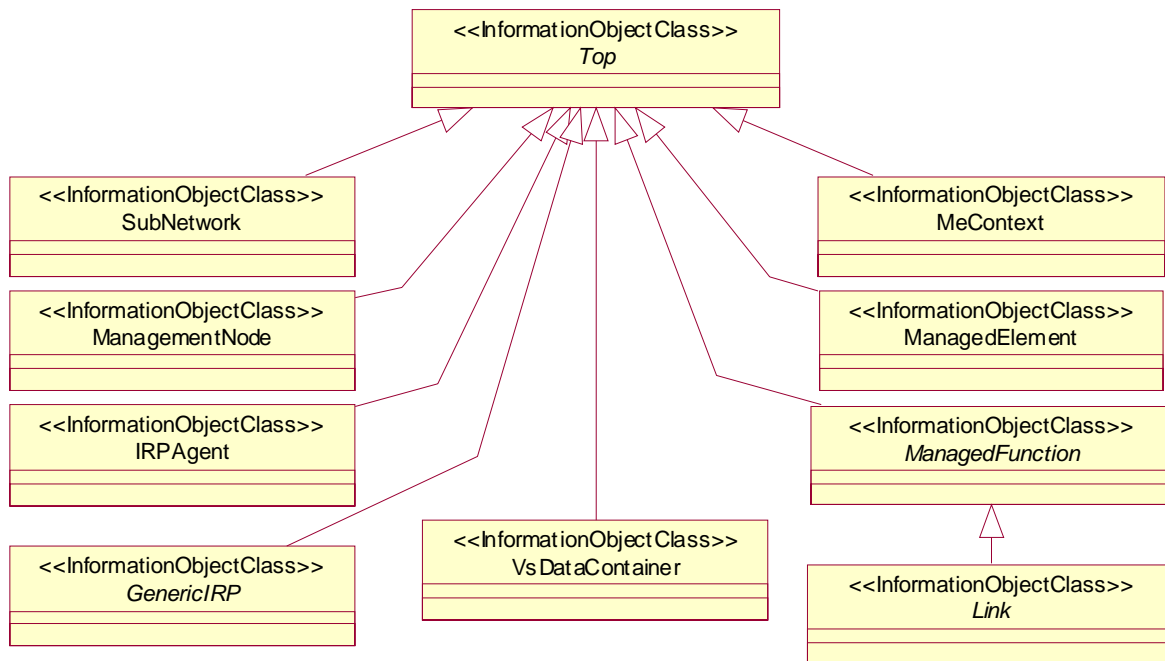 <<InformationObjectClass>>
Top
<<InformationObjectClass>>
SubNetwork
<<InformationObjectClass>>
MeContext
<<InformationObjectClass>>
ManagementNode
<<InformationObjectClass>>
ManagedElement
<<InformationObjectClass>>
IRPAgent
<<InformationObjectClass>>
ManagedFunction
<<InformationObjectClass>>
GenericIRP
<<InformationObjectClass>>
VsDataContainer
<<InformationObjectClass>>
Link